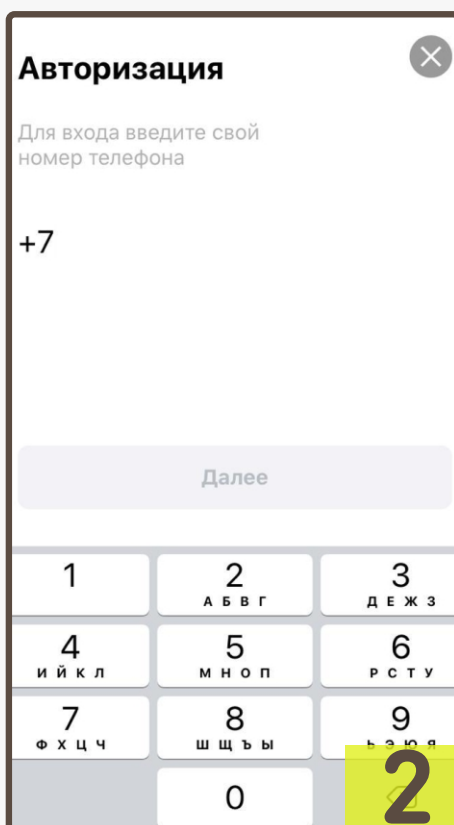 Авторизация
Для входа введите свой
номер телефона
+7
Далее
1
2
3
А Б В Г
Д Е Ж З
4
5
6
И Й К Л
М Н О П
Р С Т У
7
8
9
Ф Х Ц Ч
Ш Щ Ъ Ы
Ь Э Ю Я
0
2